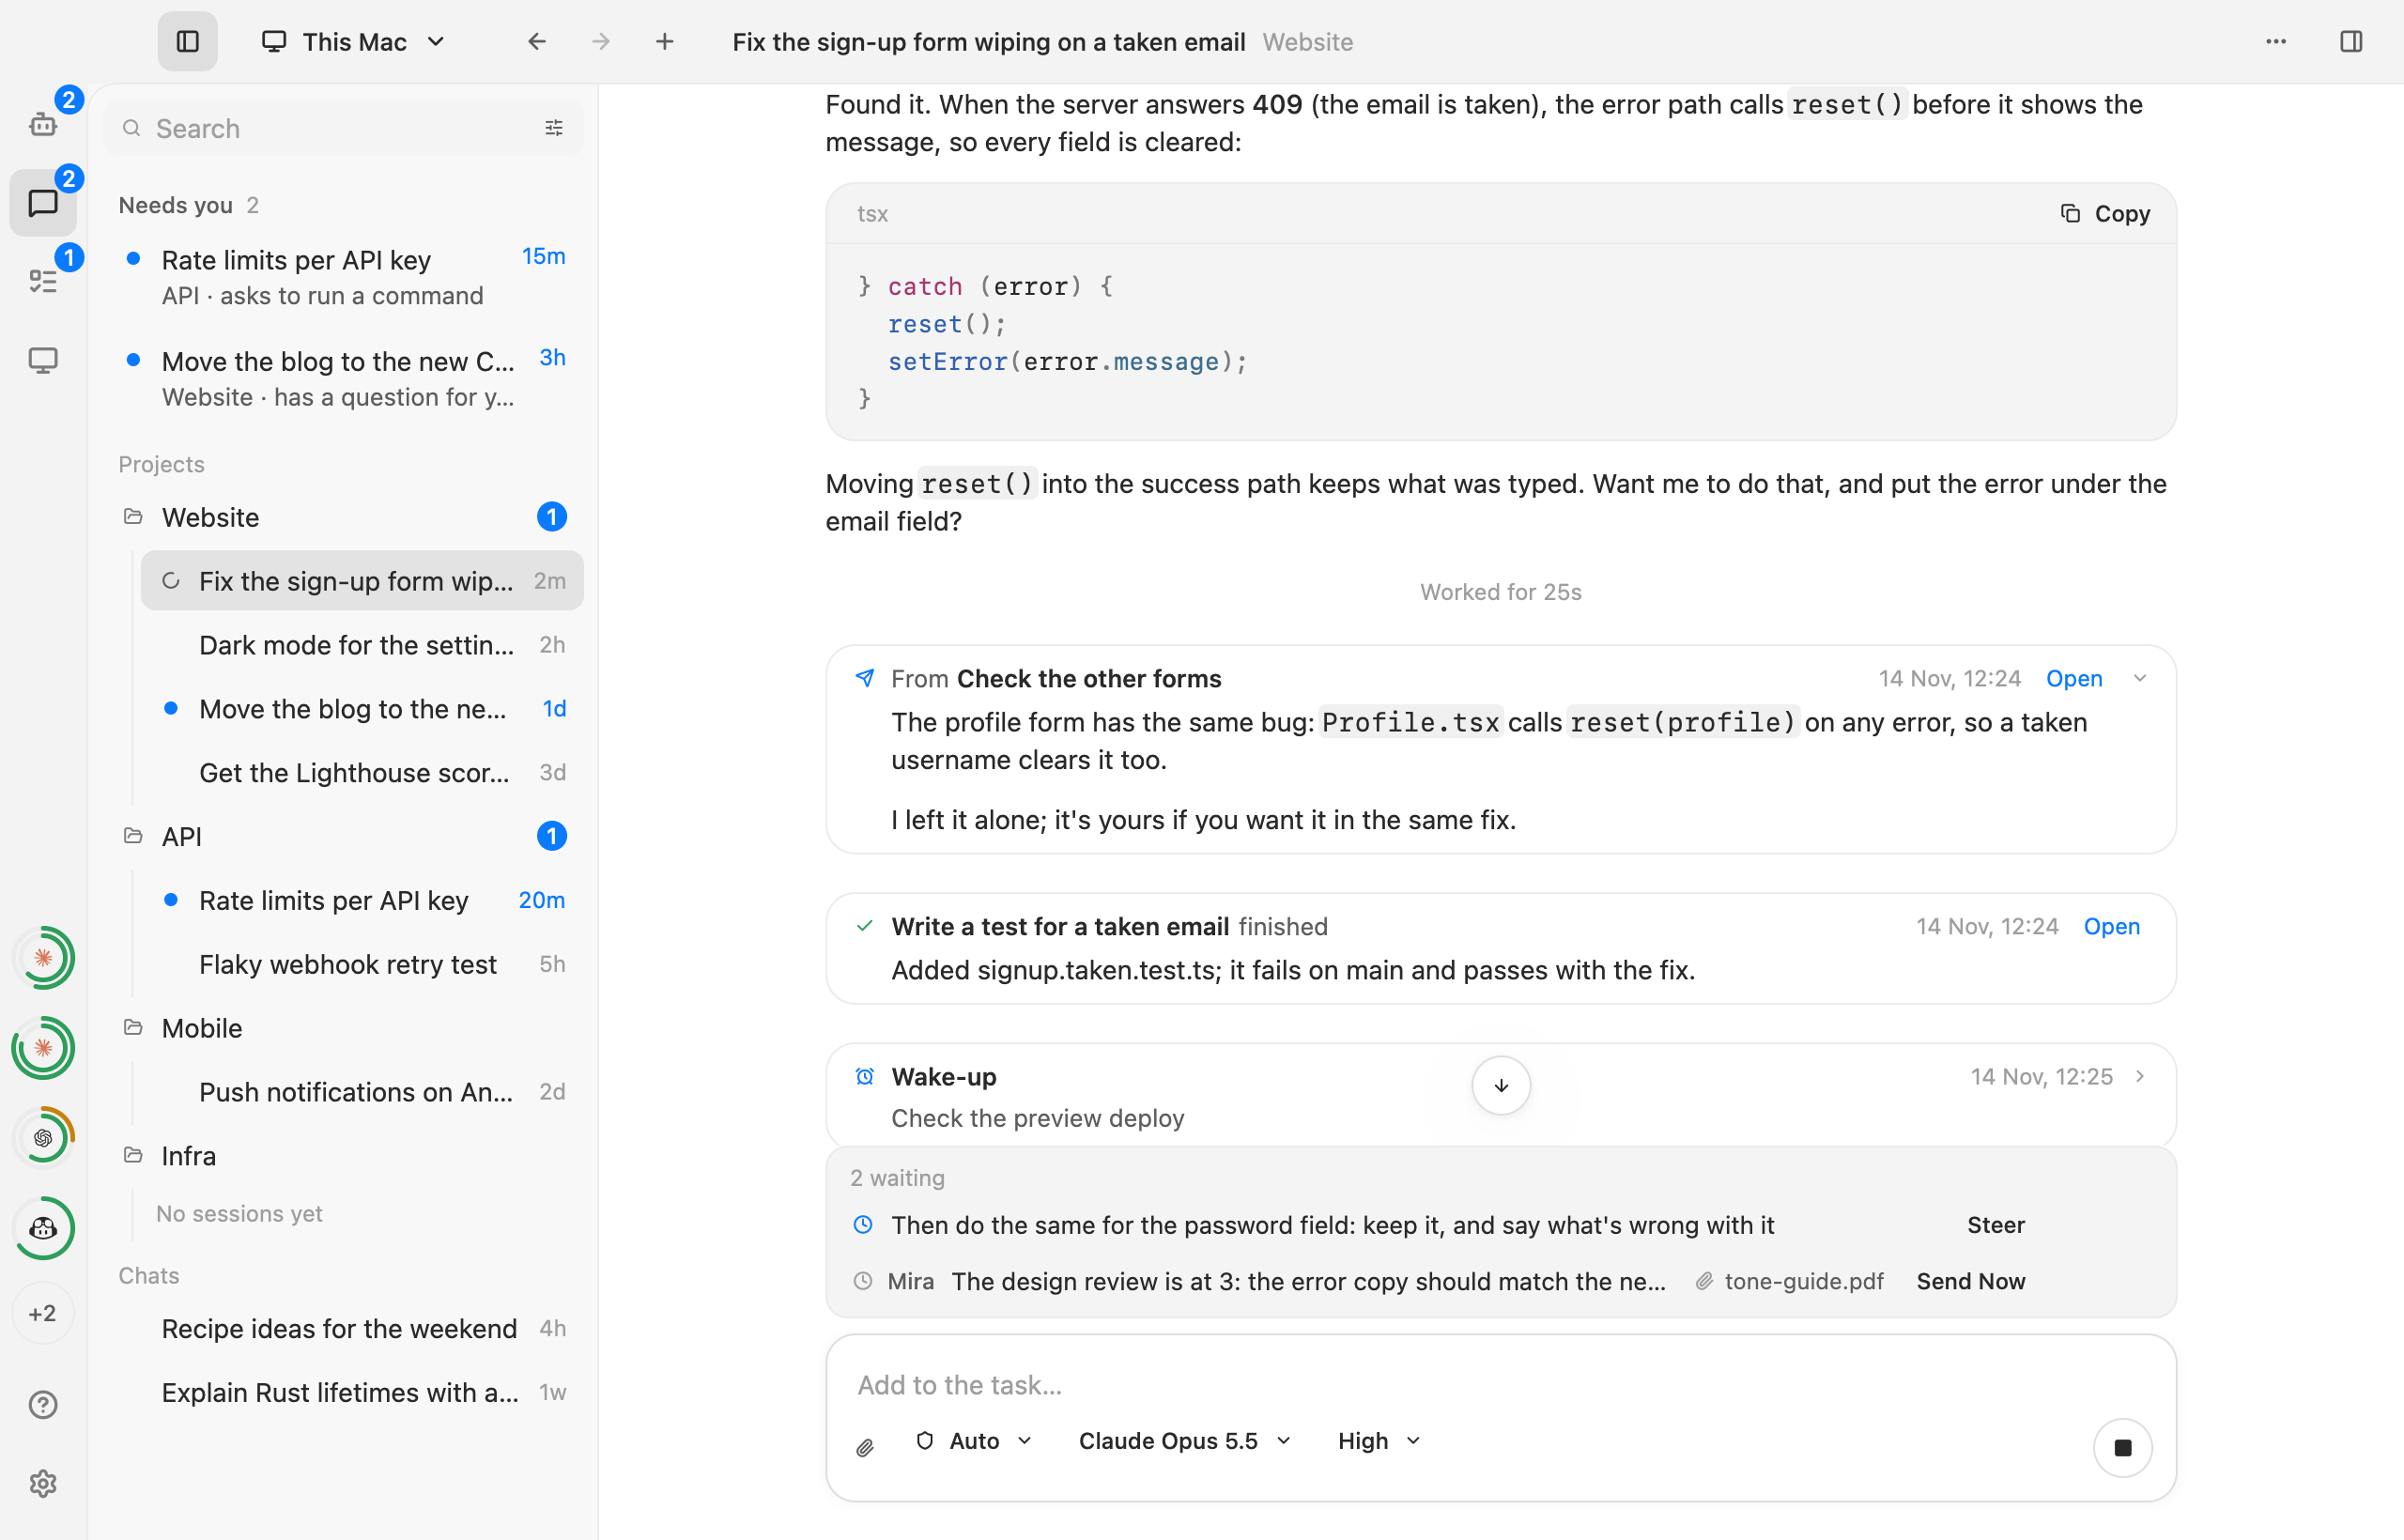 This Mac
Fix the sign-up form wiping on a taken email Website
2
2
1
Search
Needs you 2
Rate limits per API key 15m
API · asks to run a command
Move the blog to the new C... 3h
Website · has a question for y...
Projects
Website 1
Fix the sign-up form wip... 2m
Dark mode for the settin... 2h
Move the blog to the ne... 1d
Get the Lighthouse scor... 3d
API 1
Rate limits per API key 20m
Flaky webhook retry test 5h
Mobile
Push notifications on An... 2d
Infra
No sessions yet
Chats
Recipe ideas for the weekend 4h
Explain Rust lifetimes with a... 1w
+2
Found it. When the server answers 409 (the email is taken), the error path calls reset() before it shows the
message, so every field is cleared:
tsx Copy
} catch (error) {
reset();
setError(error.message);
}
Moving reset() into the success path keeps what was typed. Want me to do that, and put the error under the
email field?
Worked for 25s
From Check the other forms 14 Nov, 12:24 Open
The profile form has the same bug: Profile.tsx calls reset(profile) on any error, so a taken
username clears it too.
I left it alone; it's yours if you want it in the same fix.
Write a test for a taken email finished 14 Nov, 12:24 Open
Added signup.taken.test.ts; it fails on main and passes with the fix.
Wake-up 14 Nov, 12:25
Check the preview deploy
2 waiting
Then do the same for the password field: keep it, and say what's wrong with it Steer
Mira The design review is at 3: the error copy should match the ne... tone-guide.pdf Send Now
Add to the task...
Auto Claude Opus 5.5 High